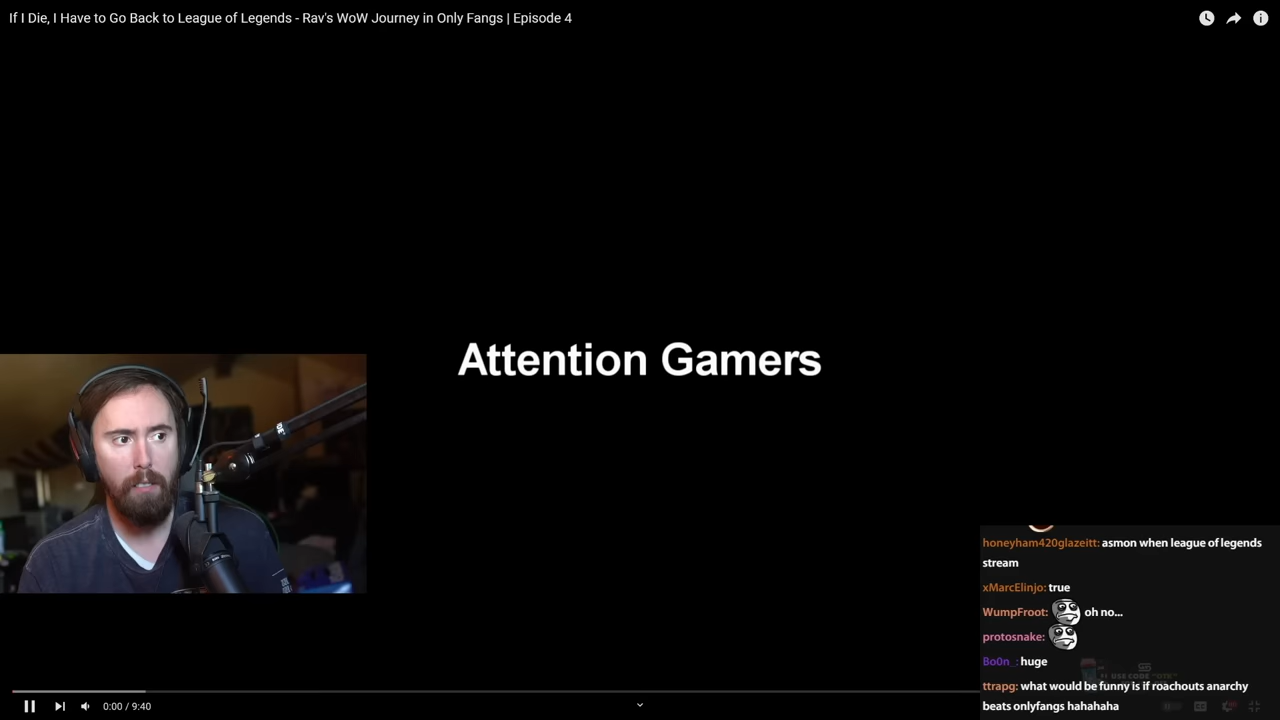 If I Die, I Have to Go Back to League of Legends - Rav's WoW Journey in Only Fangs | Episode 4
Attention Gamers
honeyham420glazeitt: asmon when league of legends
stream
xMarcElinjo: true
WumpFroot: oh no...
protosnake:
Bo0n_: huge
USE CODE
ttrapg: what would be funny is if roachouts anarchy
beats onlyfangs hahahaha
0:00 / 9:40